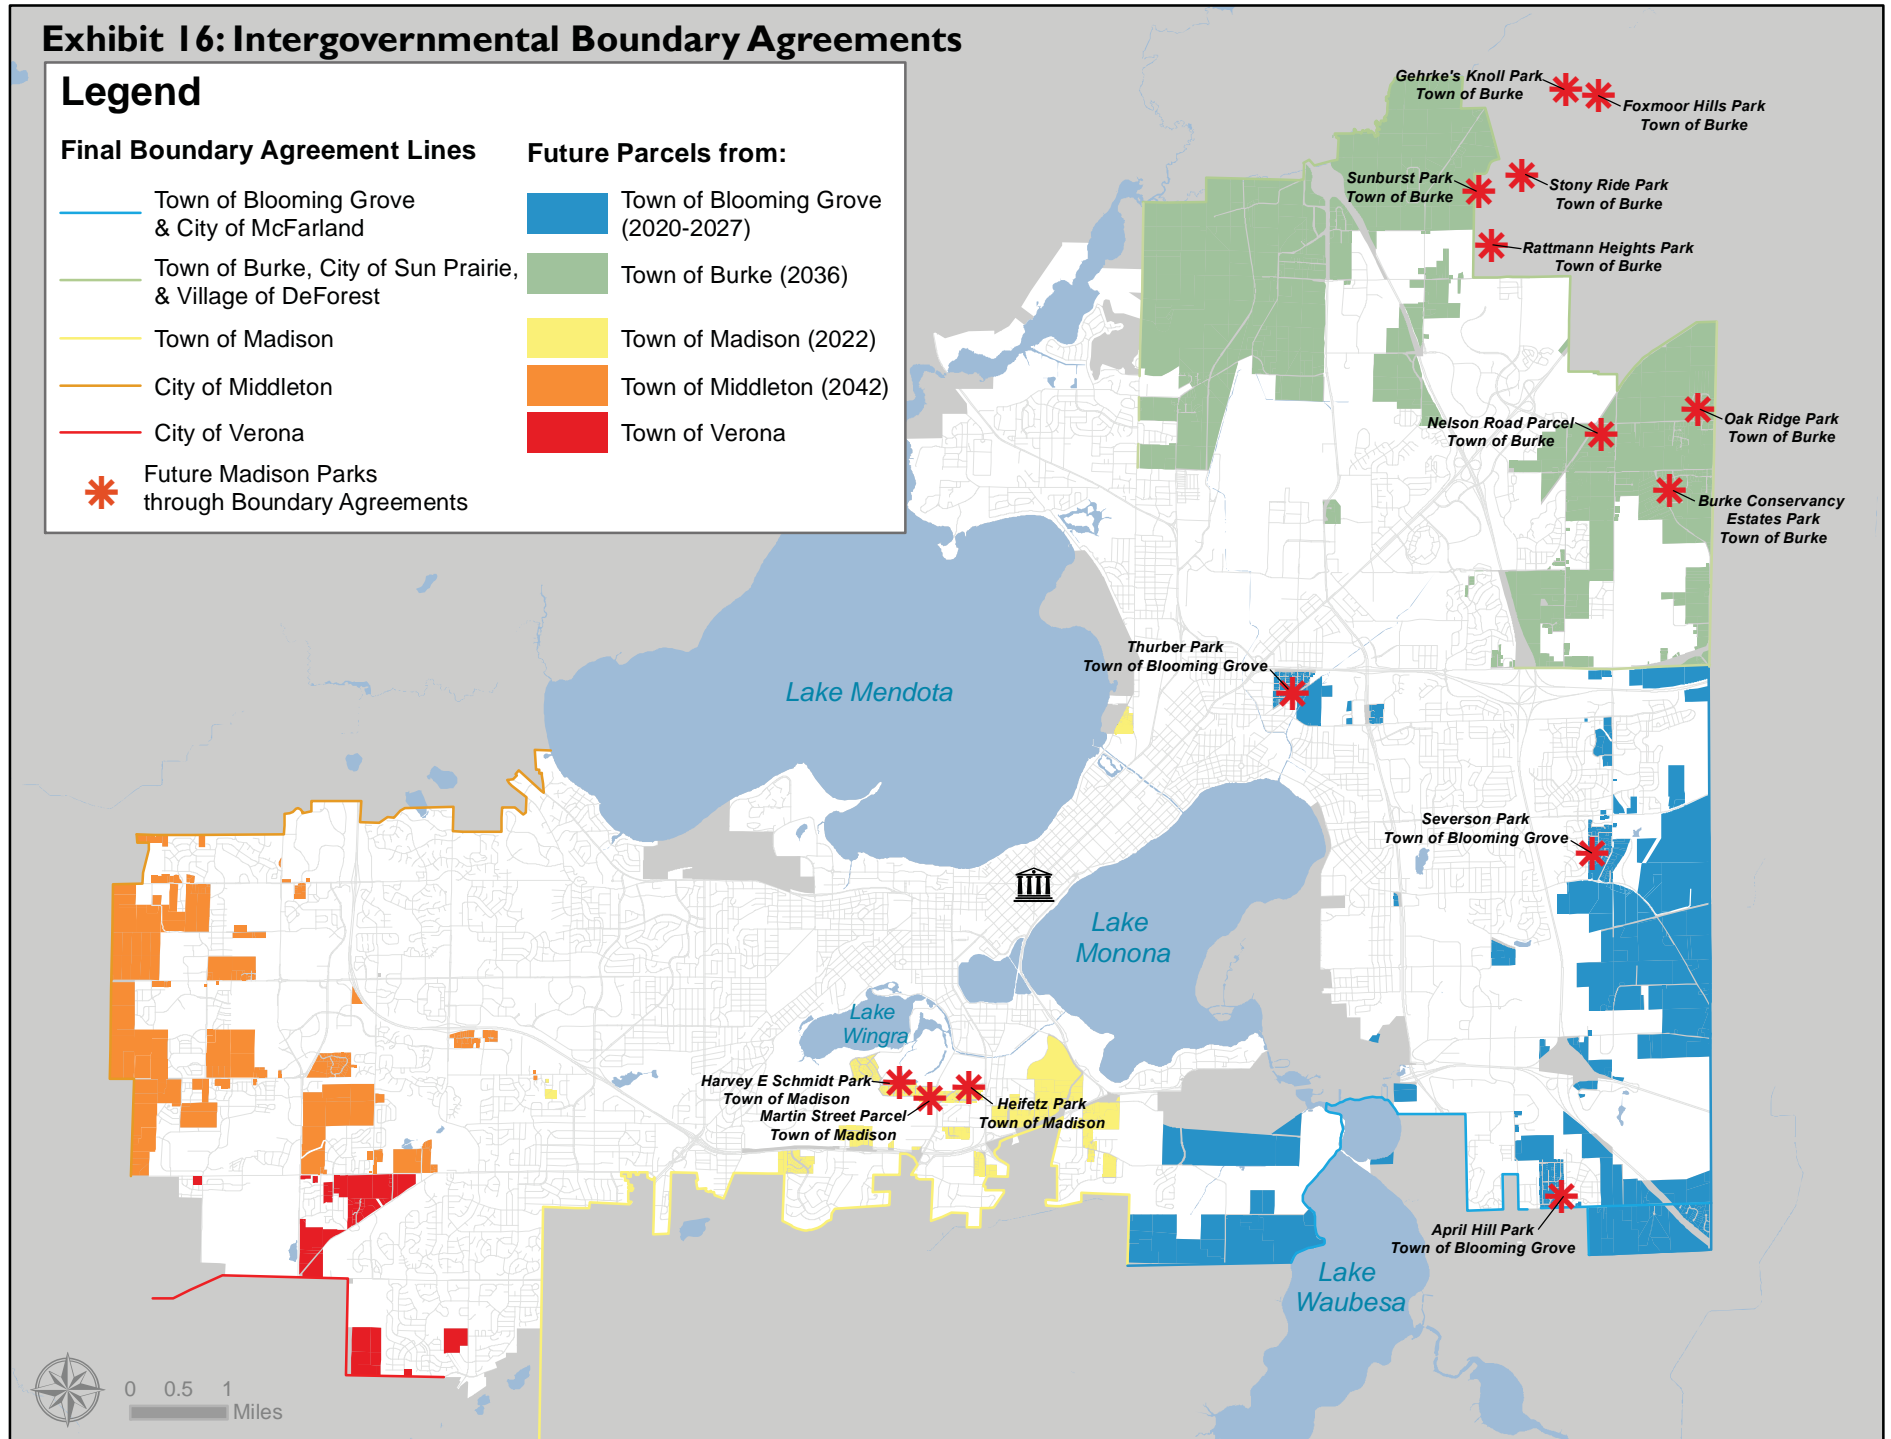 Exhibit 16: Intergovernmental Boundary Agreements
Legend
Final Boundary Agreement Lines
Town of Blooming Grove
& City of McFarland
Town of Burke, City of Sun Prairie,
& Village of DeForest
Town of Madison
City of Middleton
City of Verona
Future Madison Parks
through Boundary Agreements
Future Parcels from:
Town of Blooming Grove
(2020-2027)
Town of Burke (2036)
Town of Madison (2022)
Town of Middleton (2042)
Town of Verona
Gehrke's Knoll Park
Town of Burke
Foxmoor Hills Park
Town of Burke
Sunburst Park
Town of Burke
Stony Ride Park
Town of Burke
Rattmann Heights Park
Town of Burke
Nelson Road Parcel
Town of Burke
Oak Ridge Park
Town of Burke
Burke Conservancy
Estates Park
Town of Burke
Thurber Park
Town of Blooming Grove
Lake Mendota
Severson Park
Town of Blooming Grove
Lake
Monona
Lake
Wingra
Harvey E Schmidt Park
Town of Madison
Martin Street Parcel
Town of Madison
Heifetz Park
Town of Madison
April Hill Park
Town of Blooming Grove
Lake
Waubesa
0 0.5 1
Miles